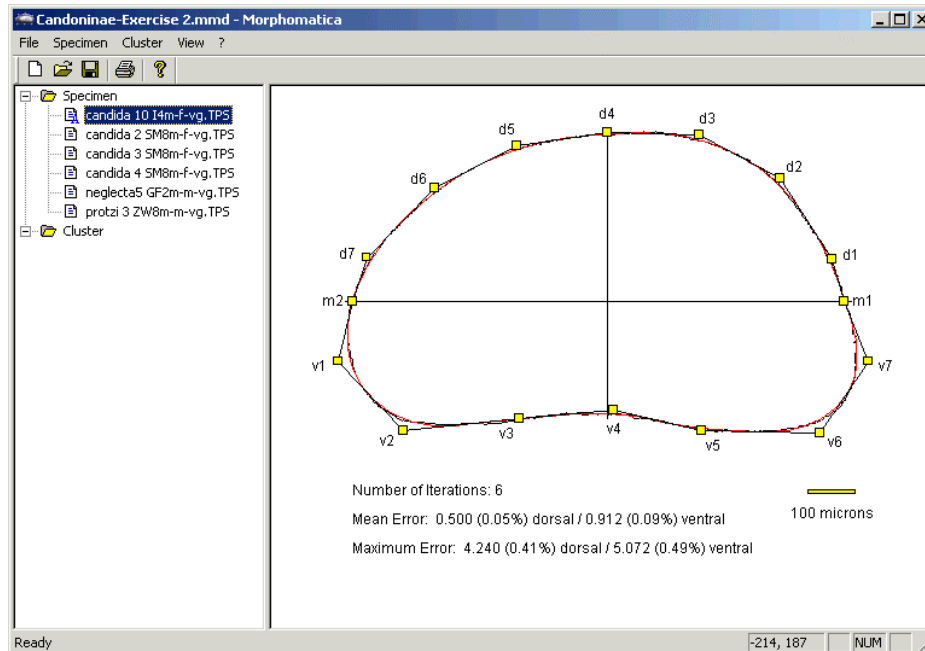 Candoninae-Exercise 2.mmd - Morphomatica
File Specimen Cluster View ?
Specimen
candida 10 I4m-f-vg.TPS
candida 2 SM8m-f-vg.TPS
candida 3 SM8m-f-vg.TPS
candida 4 SM8m-f-vg.TPS
neglecta5 GF2m-m-vg.TPS
protzi 3 ZW8m-m-vg.TPS
Cluster
d4
d5
d3
d6
d2
d7
d1
m2
m1
v1
v7
v2
v3
v4
v5
v6
Number of Iterations: 6
100 microns
Mean Error: 0.500 (0.05%) dorsal / 0.912 (0.09%) ventral
Maximum Error: 4.240 (0.41%) dorsal / 5.072 (0.49%) ventral
Ready
-214, 187
NUM